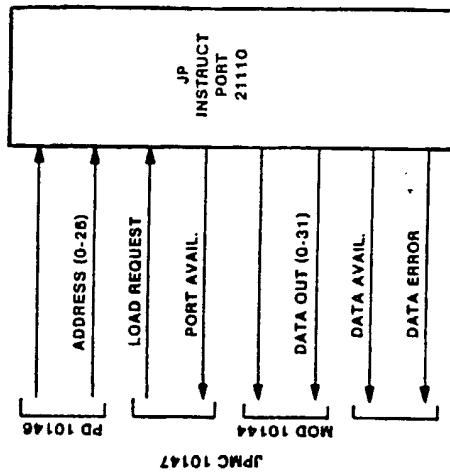 JP
INSTRUCT
PORT
21110
ADDRESS (0-26)
LOAD REQUEST
PORT AVAIL.
DATA OUT (0-31)
DATA AVAIL.
DATA ERROR
PD 10146
MOD 10144
JPMC 10147